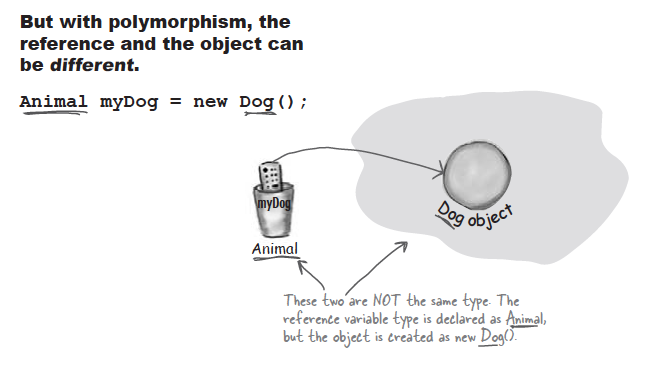 But with polymorphism, the
reference and the object can
be different.
Animal myDog = new Dog();
myDog
Dog object
Animal
These two are NOT the same type. The
reference variable type is declared as Animal,
but the object is created as new Dog().